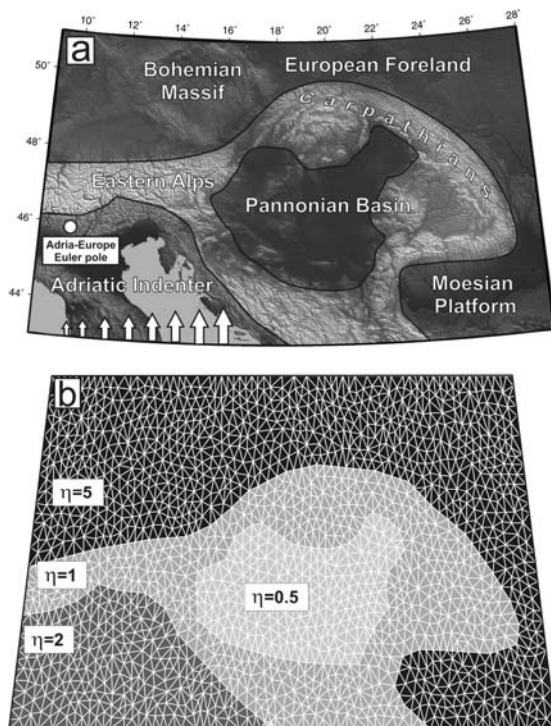 10° 12° 14° 16° 18° 20° 22° 24° 26° 28°
a
50°
48°
46°
44°
Bohemian
Massif
European Foreland
Carpathians
Eastern Alps
Pannonian Basin
Adria-Europe
Euler pole
Adriatic Indenter
Moesian
Platform
b
η=5
η=1
η=0.5
η=2